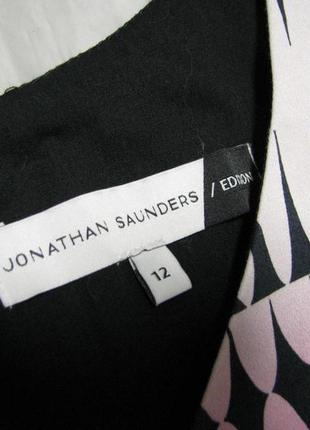 JONATHAN SAUNDERS / EDITION
12